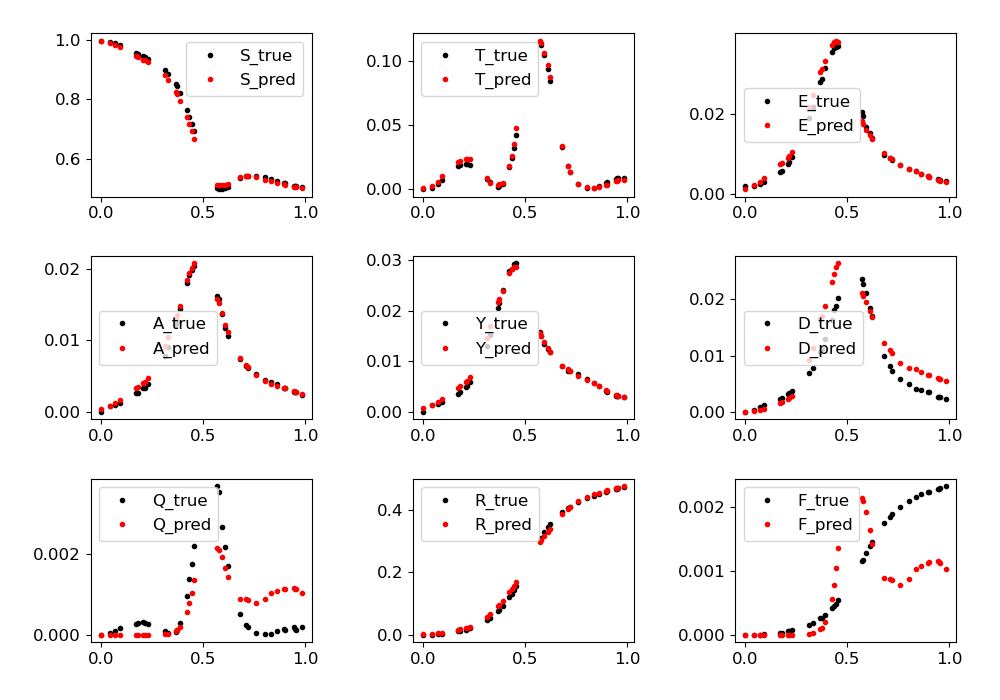 1.0
0.8
0.6
0.0 0.5 1.0
S_true
S_pred
0.10
0.05
0.00
0.0 0.5 1.0
T_true
T_pred
0.02
0.00
0.0 0.5 1.0
E_true
E_pred
0.02
0.01
0.00
0.0 0.5 1.0
A_true
A_pred
0.03
0.02
0.01
0.00
0.0 0.5 1.0
Y_true
Y_pred
0.02
0.01
0.00
0.0 0.5 1.0
D_true
D_pred
0.002
0.000
0.0 0.5 1.0
Q_true
Q_pred
0.4
0.2
0.0
0.0 0.5 1.0
R_true
R_pred
0.002
0.001
0.000
0.0 0.5 1.0
F_true
F_pred